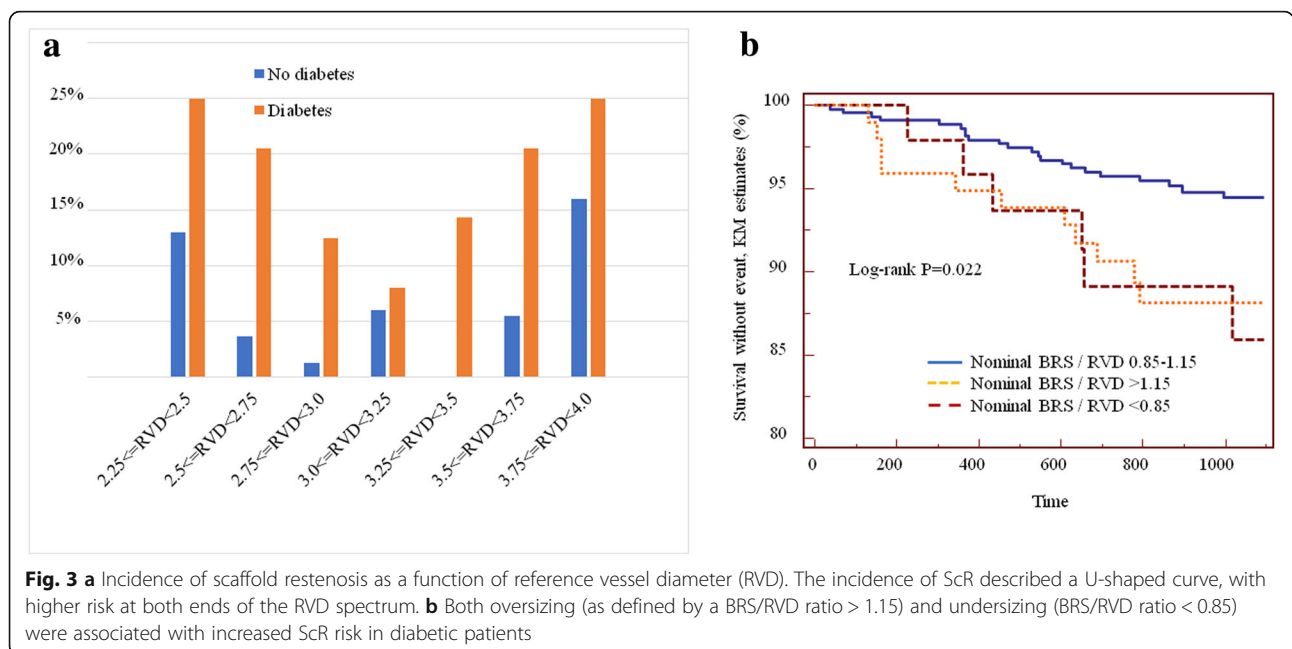 a
No diabetes
Diabetes
25%
20%
15%
10%
5%
2.25<=RVD<2.5
2.5<=RVD<2.75
2.75<=RVD<3.0
3.0<=RVD<3.25
3.25<=RVD<3.5
3.5<=RVD<3.75
3.75<=RVD<4.0
b
Survival without event, KM estimates (%)
100
95
90
85
80
Log-rank P=0.022
Nominal BRS / RVD 0.85-1.15
Nominal BRS / RVD >1.15
Nominal BRS / RVD <0.85
0 200 400 600 800 1000
Time
Fig. 3 a Incidence of scaffold restenosis as a function of reference vessel diameter (RVD). The incidence of ScR described a U-shaped curve, with
higher risk at both ends of the RVD spectrum. b Both oversizing (as defined by a BRS/RVD ratio > 1.15) and undersizing (BRS/RVD ratio < 0.85)
were associated with increased ScR risk in diabetic patients